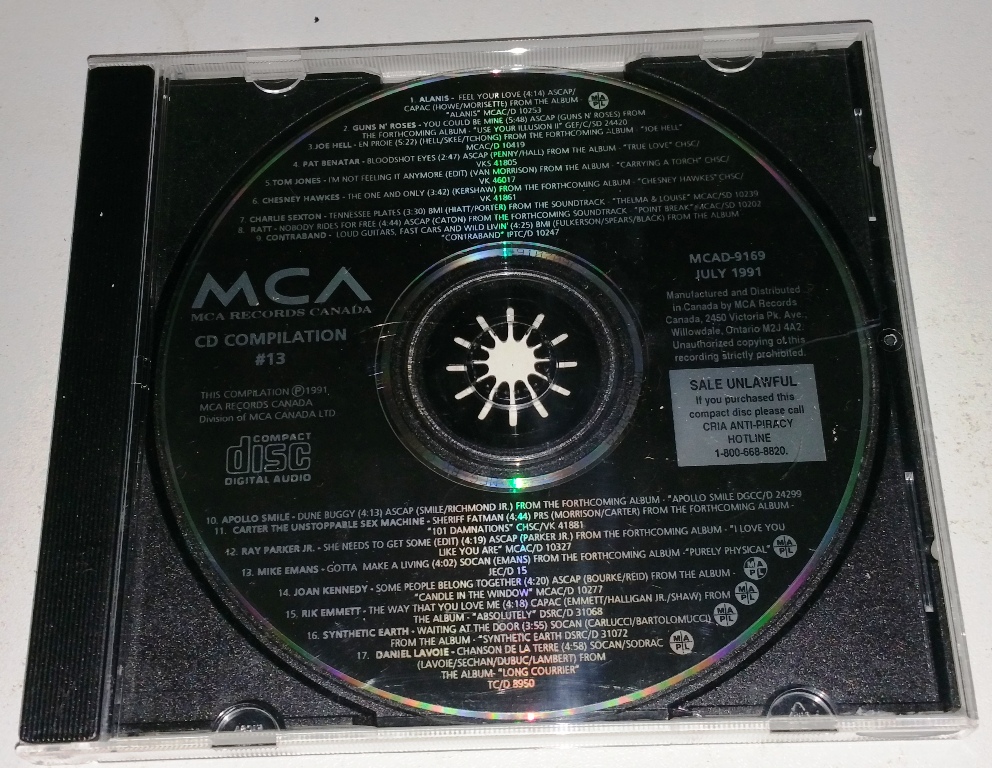 1. ALANIS - FEEL YOUR LOVE (4:14) ASCAP/
CAPAC (HOWE/MORISETTE) FROM THE ALBUM -
"ALANIS" MCAC/D 10253
MAPL
2. GUNS N' ROSES - YOU COULD BE MINE (5:48) ASCAP (GUNS N' ROSES) FROM
THE FORTHCOMING ALBUM - "USE YOUR ILLUSION II" GEF/C/SD 24420
3.JOE HELL - EN PROIE (5:22) (HELL/SKEE/TCHONG) FROM THE FORTHCOMING ALBUM - "JOE HELL"
MCAC/D 10419
4. PAT BENATAR - BLOODSHOT EYES (2:47) ASCAP (PENNY/HALL) FROM THE ALBUM - "TRUE LOVE" CHSC/
VKS 41805
5.TOM JONES - I'M NOT FEELING IT ANYMORE (EDIT) (VAN MORRISON) FROM THE ALBUM - "CARRYING A TORCH" CHSC/
VK 46017
6. CHESNEY HAWKES - THE ONE AND ONLY (3:42) (KERSHAW) FROM THE FORTHCOMING ALBUM - "CHESNEY HAWKES" CHSC/
VK 41861
7. CHARLIE SEXTON - TENNESSEE PLATES (3:30) BMI (HIATT/PORTER) FROM THE SOUNDTRACK - "THELMA & LOUISE" MCAC/SD 10239
8. RATT - NOBODY RIDES FOR FREE (4:44) ASCAP (CATON) FROM THE FORTHCOMING SOUNDTRACK - "POINT BREAK" MCAC/SD 10202
9. CONTRABAND - LOUD GUITARS, FAST CARS AND WILD LIVIN' (4:25) BMI (FULKERSON/SPEARS/BLACK) FROM THE ALBUM
"CONTRABAND" IPTC/D 10247
MCA
MCA RECORDS CANADA
CD COMPILATION
#13
THIS COMPILATION Ⓟ 1991
MCA RECORDS CANADA
Division of MCA CANADA LTD.
COMPACT
disc
DIGITAL AUDIO
MCAD-9169
JULY 1991
Manufactured and Distributed
in Canada by MCA Records
Canada, 2450 Victoria Pk. Ave.,
Willowdale, Ontario M2J 4A2.
Unauthorized copying of this
recording strictly prohibited.
SALE UNLAWFUL
If you purchased this
compact disc please call
CRIA ANTI-PIRACY
HOTLINE
1-800-668-8820.
10. APOLLO SMILE - DUNE BUGGY (4:13) ASCAP (SMILE/RICHMOND JR.) FROM THE FORTHCOMING ALBUM - "APOLLO SMILE DGCC/D 24299
11. CARTER THE UNSTOPPABLE SEX MACHINE - SHERIFF FATMAN (4:44) PRS (MORRISON/CARTER) FROM THE FORTHCOMING ALBUM -
"101 DAMNATIONS" CHSC/VK 41881
12. RAY PARKER JR. - SHE NEEDS TO GET SOME (EDIT) (4:19) ASCAP (PARKER JR.) FROM THE FORTHCOMING ALBUM - "I LOVE YOU
LIKE YOU ARE" MCAC/D 10327
13. MIKE EMANS - GOTTA MAKE A LIVING (4:02) SOCAN (EMANS) FROM THE FORTHCOMING ALBUM - "PURELY PHYSICAL"
JEC/D 15
MAPL
14. JOAN KENNEDY - SOME PEOPLE BELONG TOGETHER (4:20) ASCAP (BOURKE/REID) FROM THE ALBUM -
"CANDLE IN THE WINDOW" MCAC/D 10277
MAPL
15. RIK EMMETT - THE WAY THAT YOU LOVE ME (4:18) CAPAC (EMMETT/HALLIGAN JR./SHAW) FROM
THE ALBUM - "ABSOLUTELY" DSRC/D 31068
MAPL
16. SYNTHETIC EARTH - WAITING AT THE DOOR (3:55) SOCAN (CARLUCCI/BARTOLOMUCCI)
FROM THE ALBUM - "SYNTHETIC EARTH DSRC/D 31072
MAPL
17. DANIEL LAVOIE - CHANSON DE LA TERRE (4:58) SOCAN/SODRAC
(LAVOIE/SECHAN/DUBUC/LAMBERT) FROM
THE ALBUM- "LONG COURRIER"
TC/D 8950
MAPL